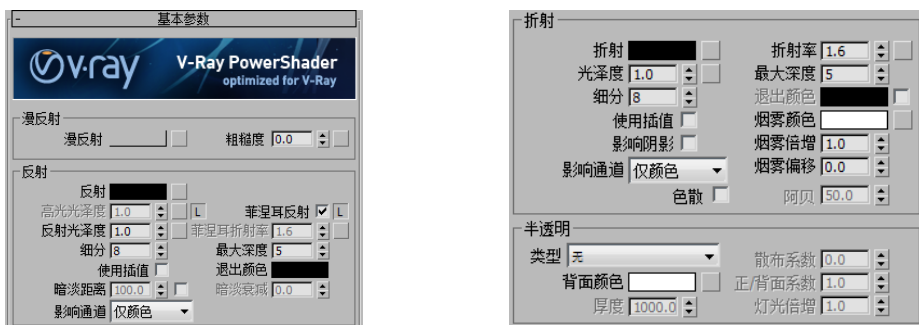 - 基本参数
v·ray V-Ray PowerShader
optimized for V-Ray
漫反射
漫反射 粗糙度 0.0
反射
反射
高光光泽度 1.0 L 菲涅耳反射 L
反射光泽度 1.0 菲涅耳折射率 1.6
细分 8 最大深度 5
使用插值 退出颜色
暗淡距离 100.0 暗淡衰减 0.0
影响通道 仅颜色
折射
折射 折射率 1.6
光泽度 1.0 最大深度 5
细分 8 退出颜色
使用插值 烟雾颜色
影响阴影 烟雾倍增 1.0
影响通道 仅颜色 烟雾偏移 0.0
色散 阿贝 50.0
半透明
类型 无 散布系数 0.0
背面颜色 正/背面系数 1.0
厚度 1000.0 灯光倍增 1.0